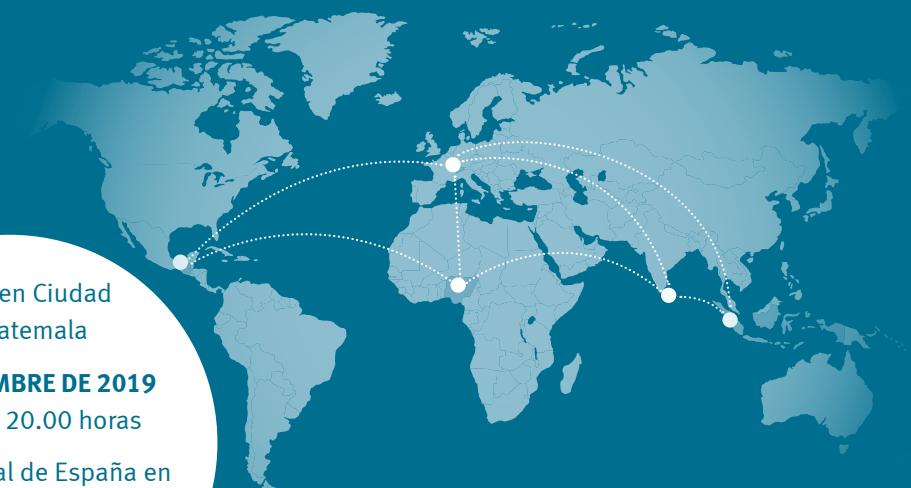 en Ciudad
atemala
MBRE DE 2019
20.00 horas
al de España en